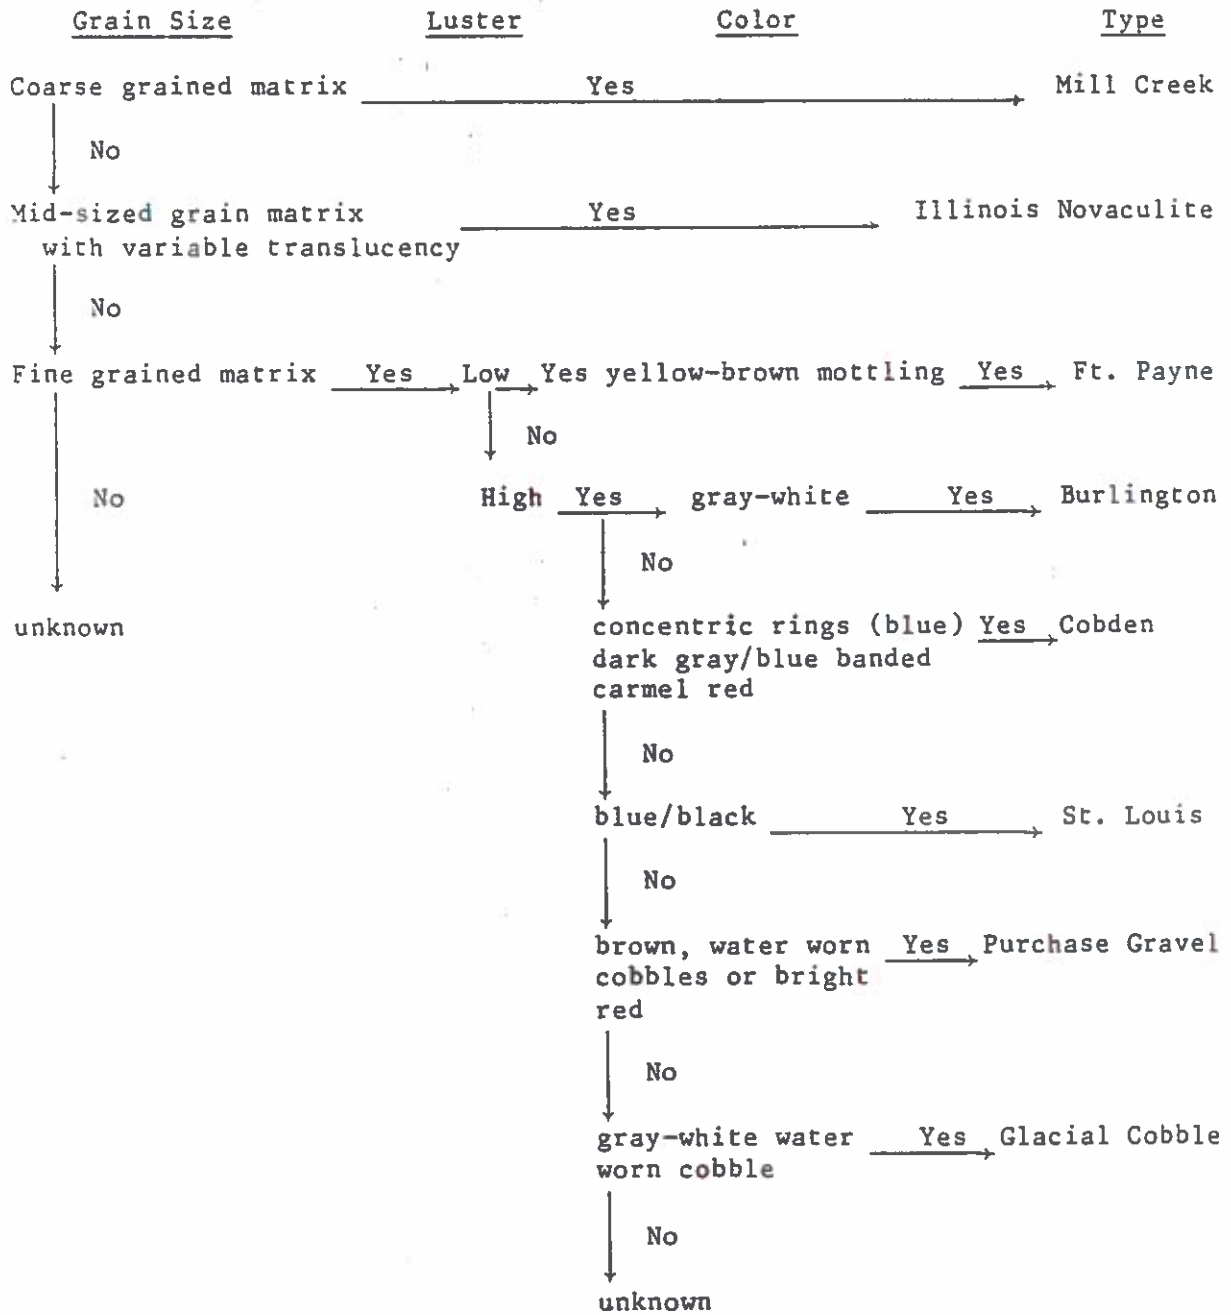 Grain Size Luster Color Type
Coarse grained matrix Yes Mill Creek
No
Mid-sized grain matrix Yes Illinois Novaculite
with variable translucency
No
Fine grained matrix Yes Low Yes yellow-brown mottling Yes Ft. Payne
No
No High Yes gray-white Yes Burlington
No
unknown concentric rings (blue) Yes Cobden
dark gray/blue banded
carmel red
No
blue/black Yes St. Louis
No
brown, water worn Yes Purchase Gravel
cobbles or bright
red
No
gray-white water Yes Glacial Cobble
worn cobble
No
unknown